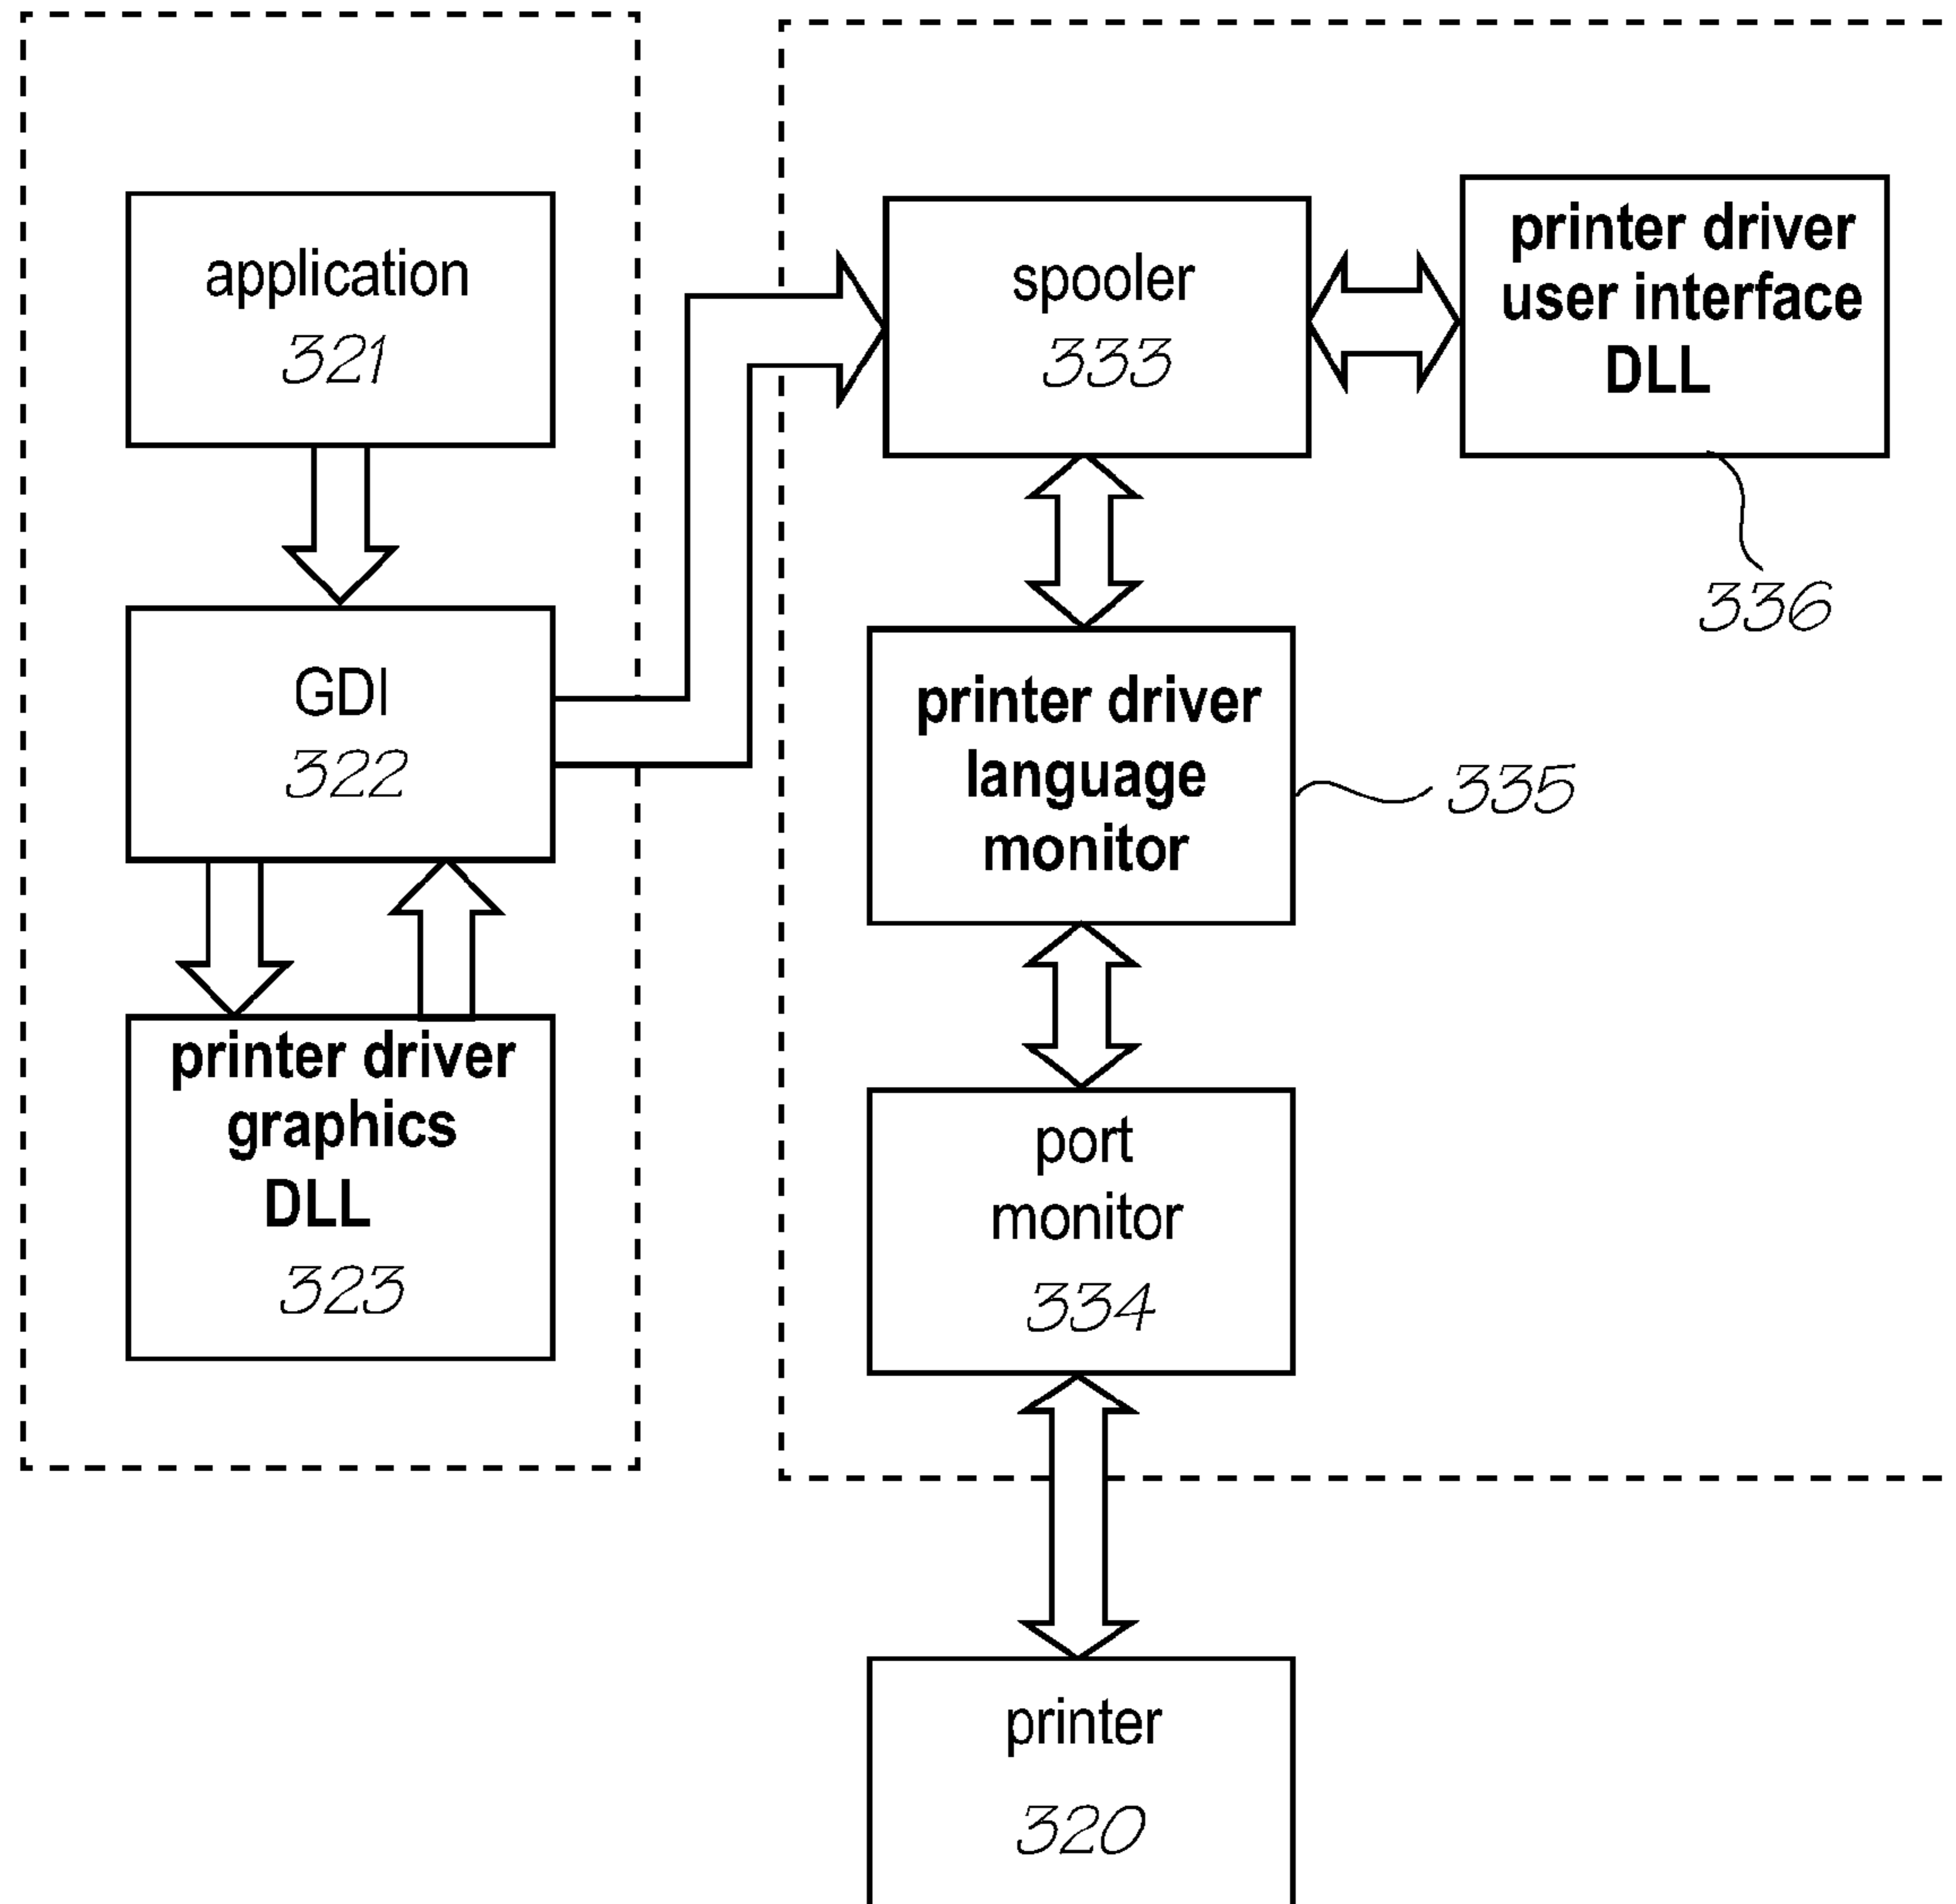 application
321
GDI
322
printer driver
graphics
DLL
323
spooler
333
printer driver
user interface
DLL
336
printer driver
language
monitor
335
port
monitor
334
printer
320